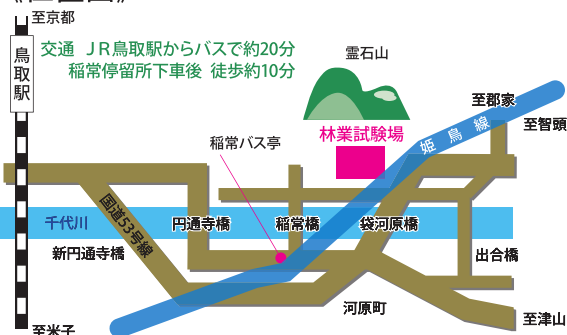 至京都
鳥取駅
交通 JR鳥取駅からバスで約20分
稲常停留所下車後 徒歩約10分
霊石山
至郡家
至智頭
姫鳥線
林業試験場
稲常バス亭
国道53号線
千代川
円通寺橋
稲常橋
袋河原橋
新円通寺橋
出合橋
河原町
至津山
至米子